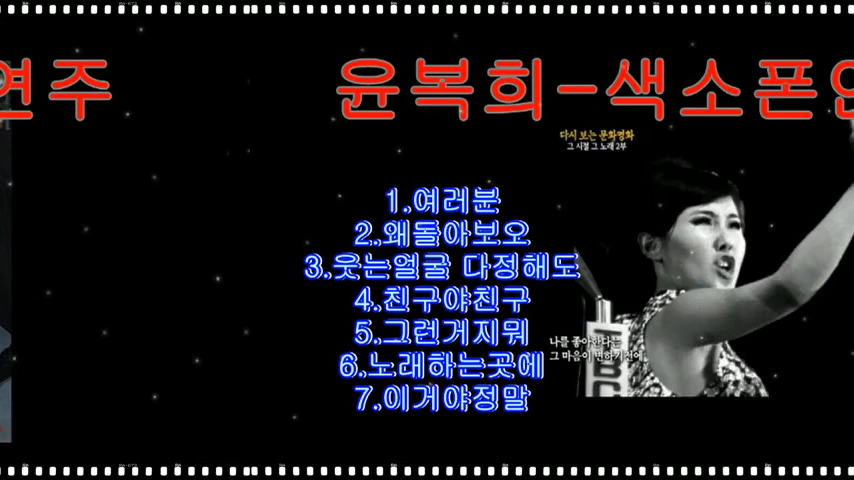 연주 윤복희-색소폰연
다시 보는 문화영화
그 시절 그 노래 2부
1.여러분
2.왜돌아보오
3.웃는얼굴 다정해도
4.친구야친구
5.그런거지뭐
6.노래하는곳에
7.이거야정말
나를 좋아한다는
그 마음이 변하기전에